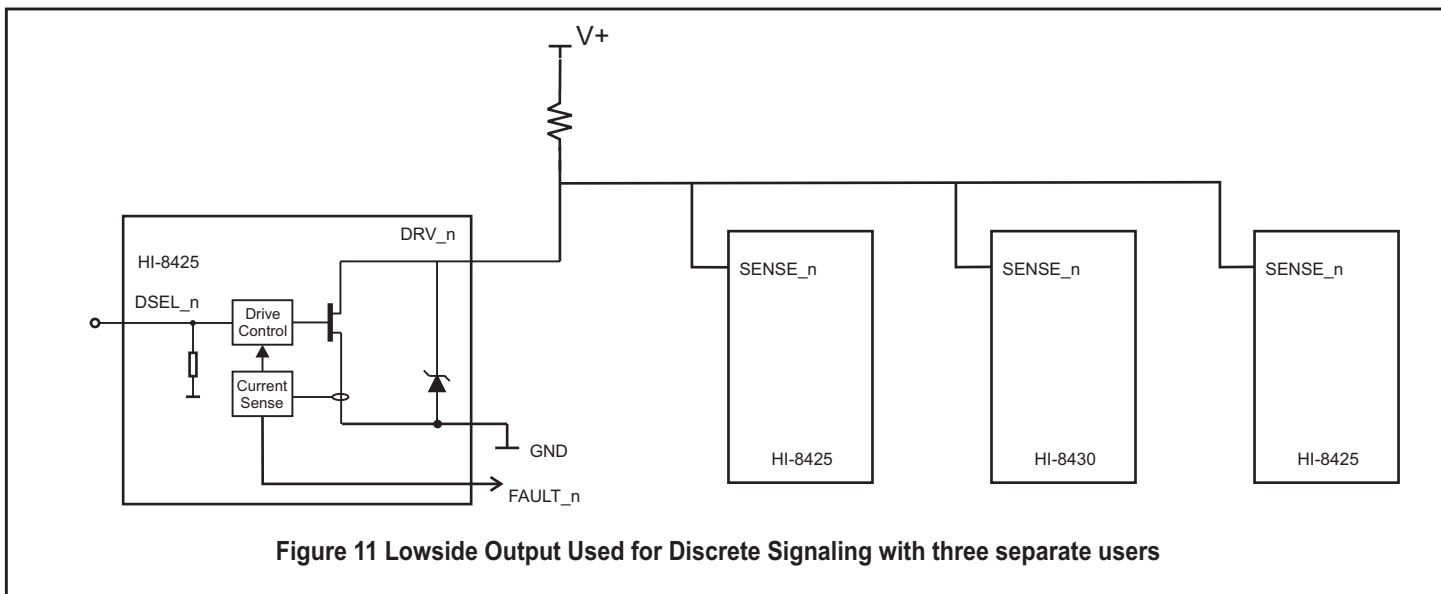 V+
DRV_n
HI-8425
DSEL_n
Drive
Control
Current
Sense
GND
FAULT_n
SENSE_n
HI-8425
SENSE_n
HI-8430
SENSE_n
HI-8425
Figure 11 Lowside Output Used for Discrete Signaling with three separate users